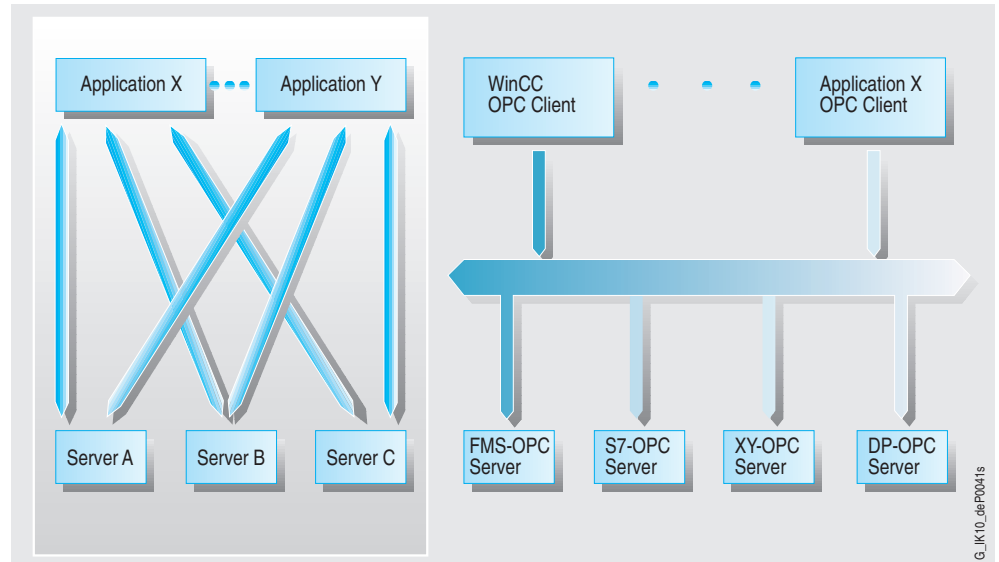 Application X
Application Y
WinCC
OPC Client
Application X
OPC Client
Server A
Server B
Server C
FMS-OPC
Server
S7-OPC
Server
XY-OPC
Server
DP-OPC
Server
G_IK10_deP0041s